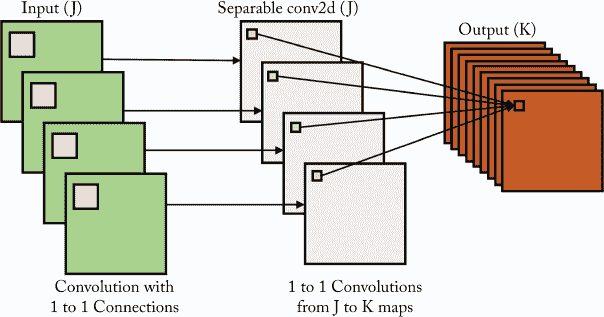 Input (J)
Separable conv2d (J)
Output (K)
Convolution with
1 to 1 Connections
1 to 1 Convolutions
from J to K maps